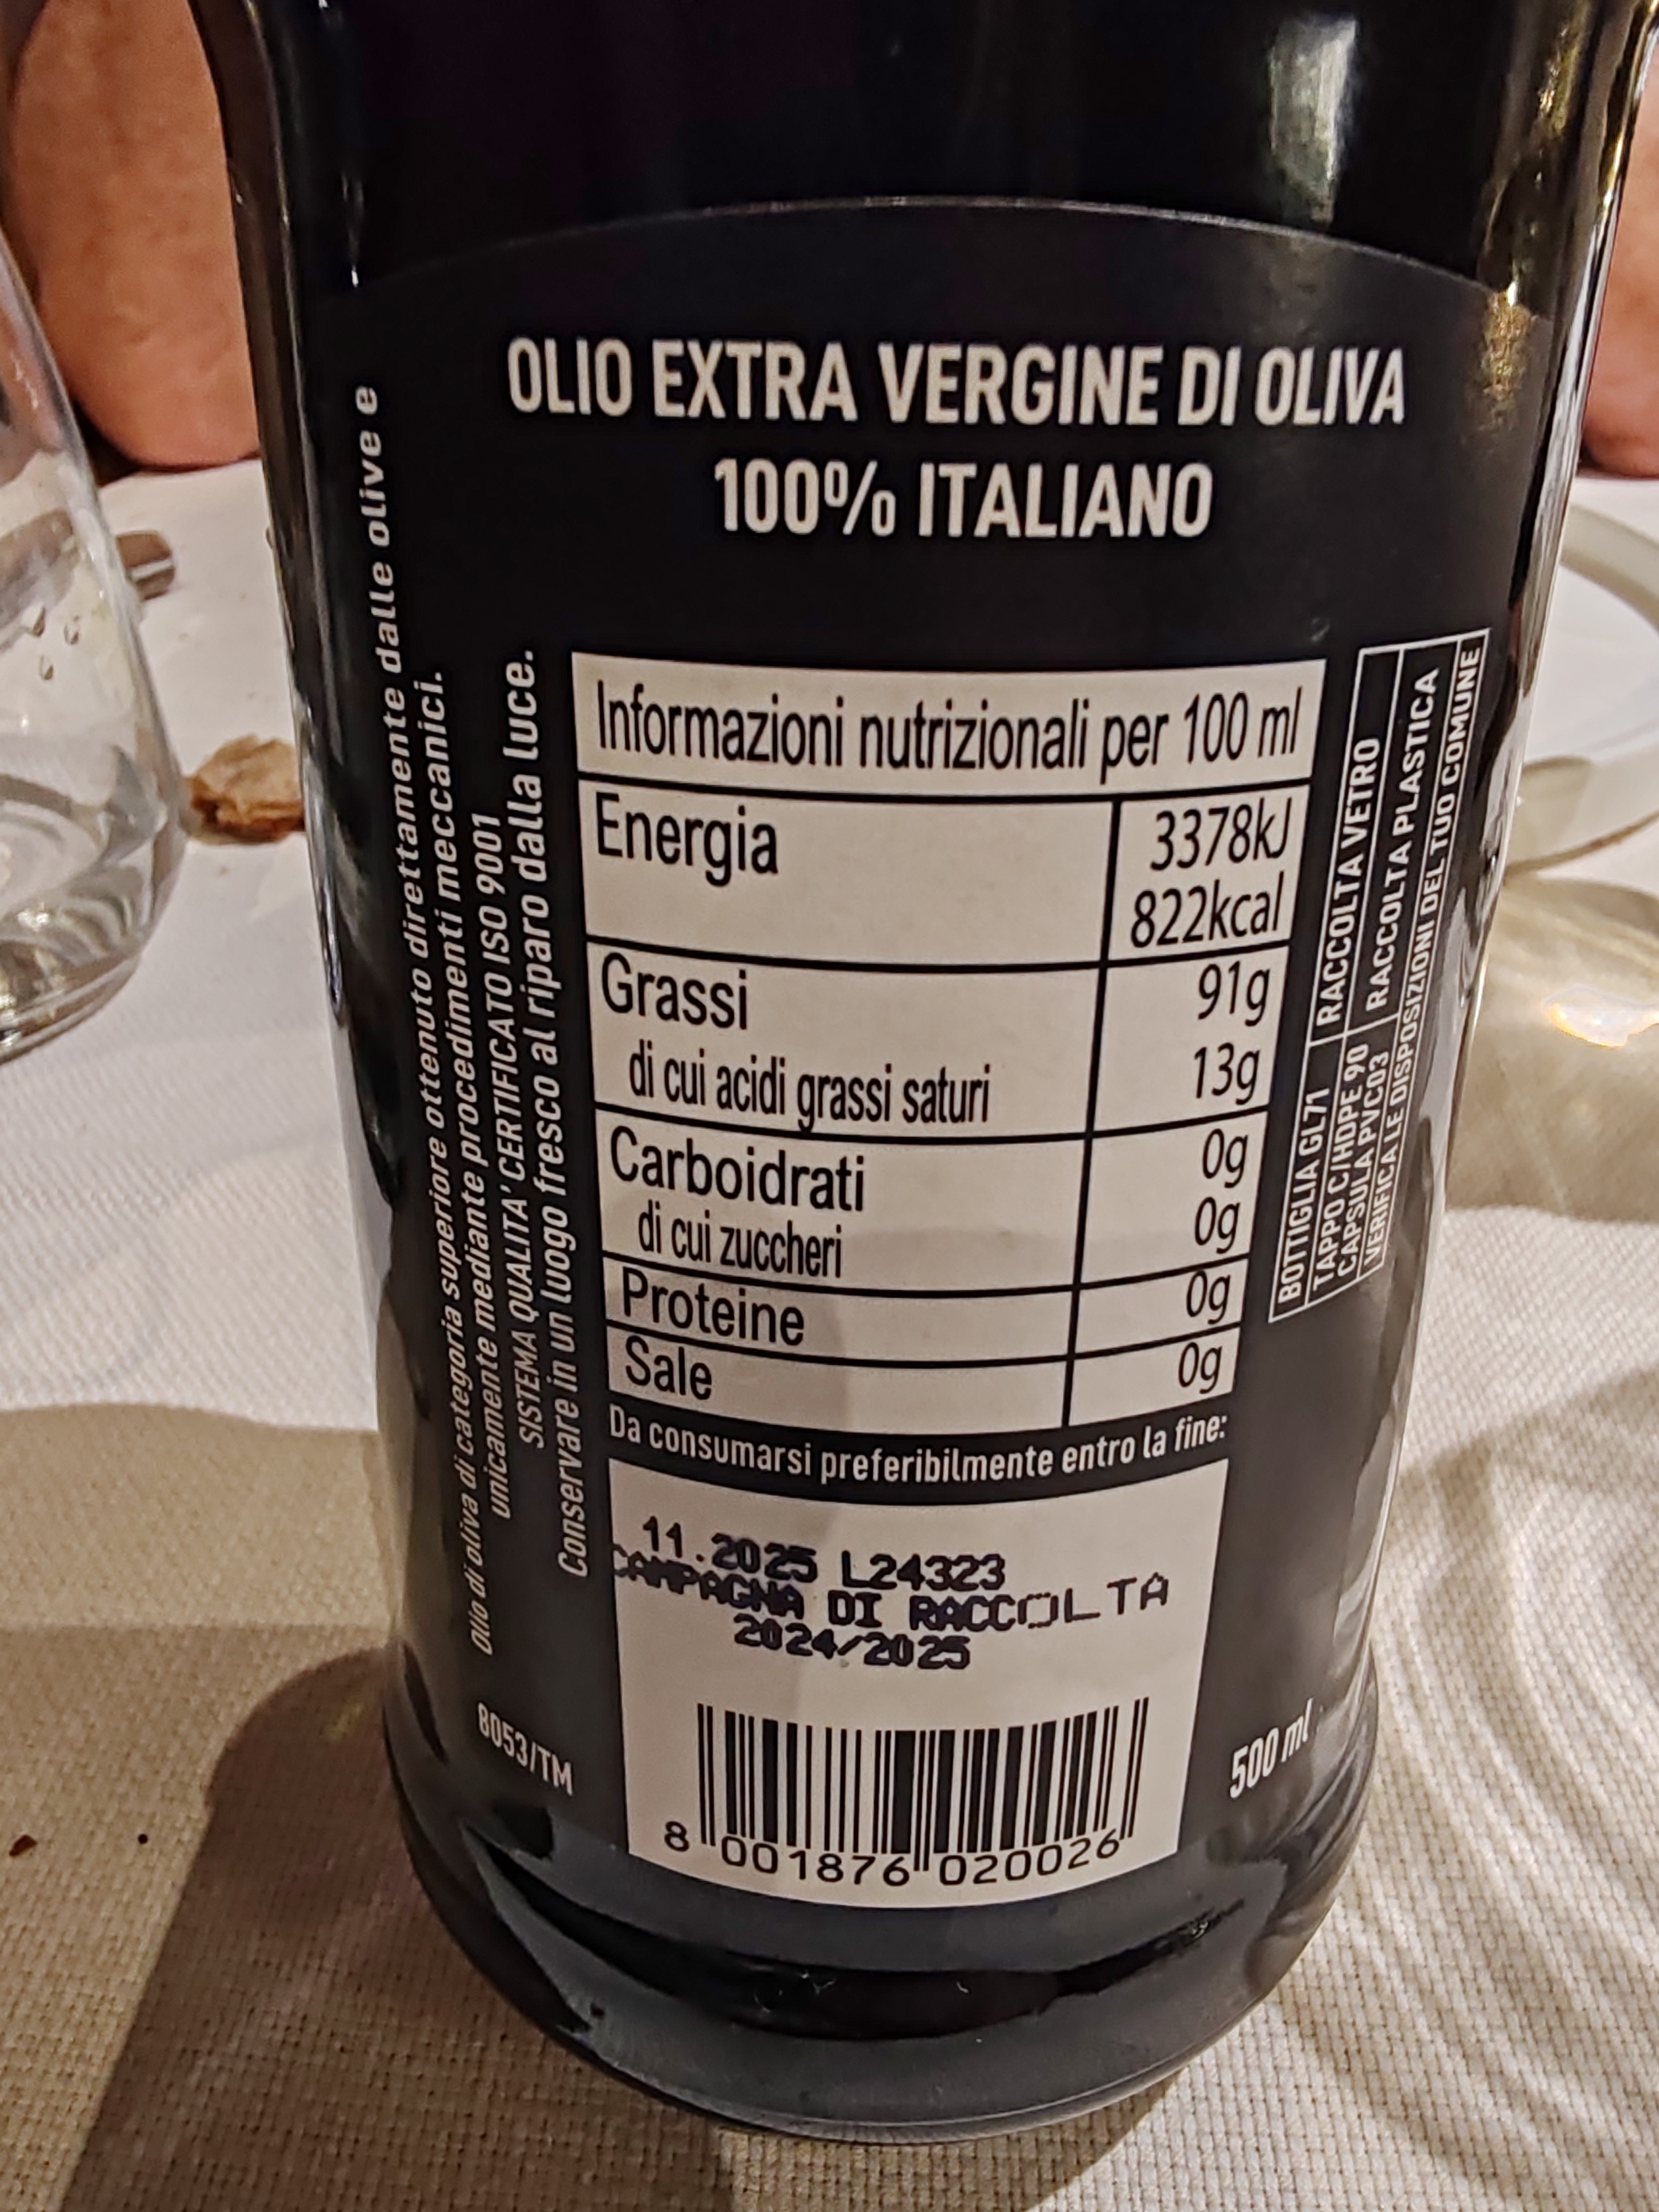 OLIO EXTRA VERGINE DI OLIVA
100% ITALIANO
Olio di oliva di categoria superiore ottenuto direttamente dalle olive e
unicamente mediante procedimenti meccanici.
SISTEMA QUALITA' CERTIFICATO ISO 9001
Conservare in un luogo fresco al riparo dalla luce.
Informazioni nutrizionali per 100 ml
Energia 3378kJ
822kcal
Grassi 91g
di cui acidi grassi saturi 13g
Carboidrati 0g
di cui zuccheri 0g
Proteine 0g
Sale 0g
BOTTIGLIA GL71 RACCOLTA VETRO
TAPPO C/HDPE 90
CAPSULA PVC03 RACCOLTA PLASTICA
VERIFICA LE DISPOSIZIONI DEL TUO COMUNE
Da consumarsi preferibilmente entro la fine:
11.2025 L24323
CAMPAGNA DI RACCOLTA
2024/2025
8053/TM
500 ml
8 001876 020026